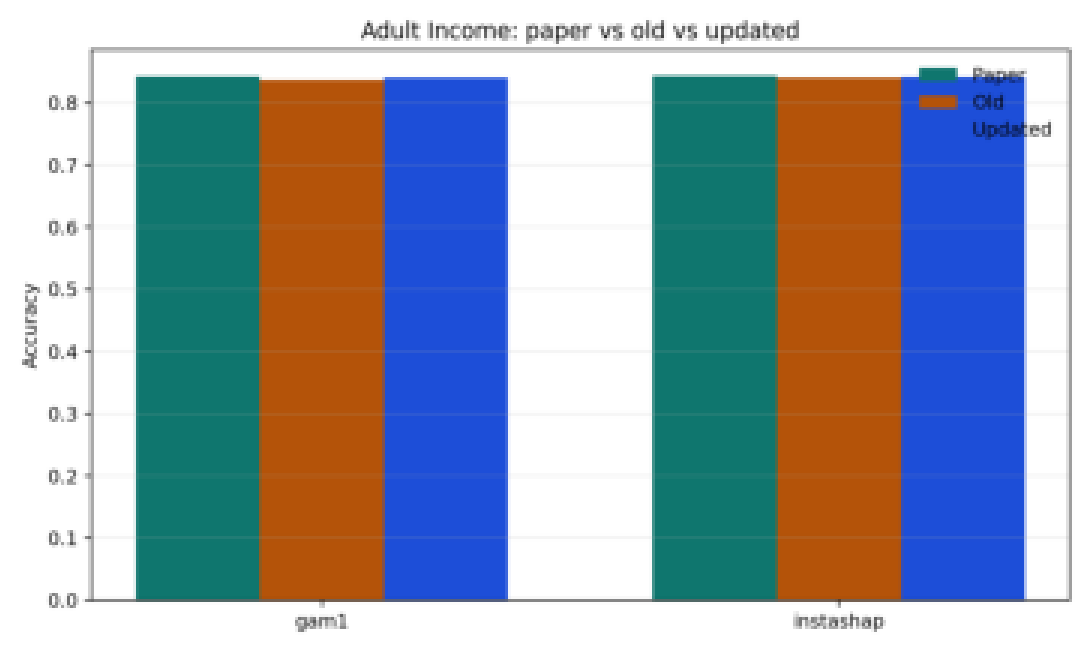 Adult Income: paper vs old vs updated
Paper
Old
Updated
0.8
0.7
0.6
0.5
0.4
0.3
0.2
0.1
0.0
Accuracy
gam1
instashap